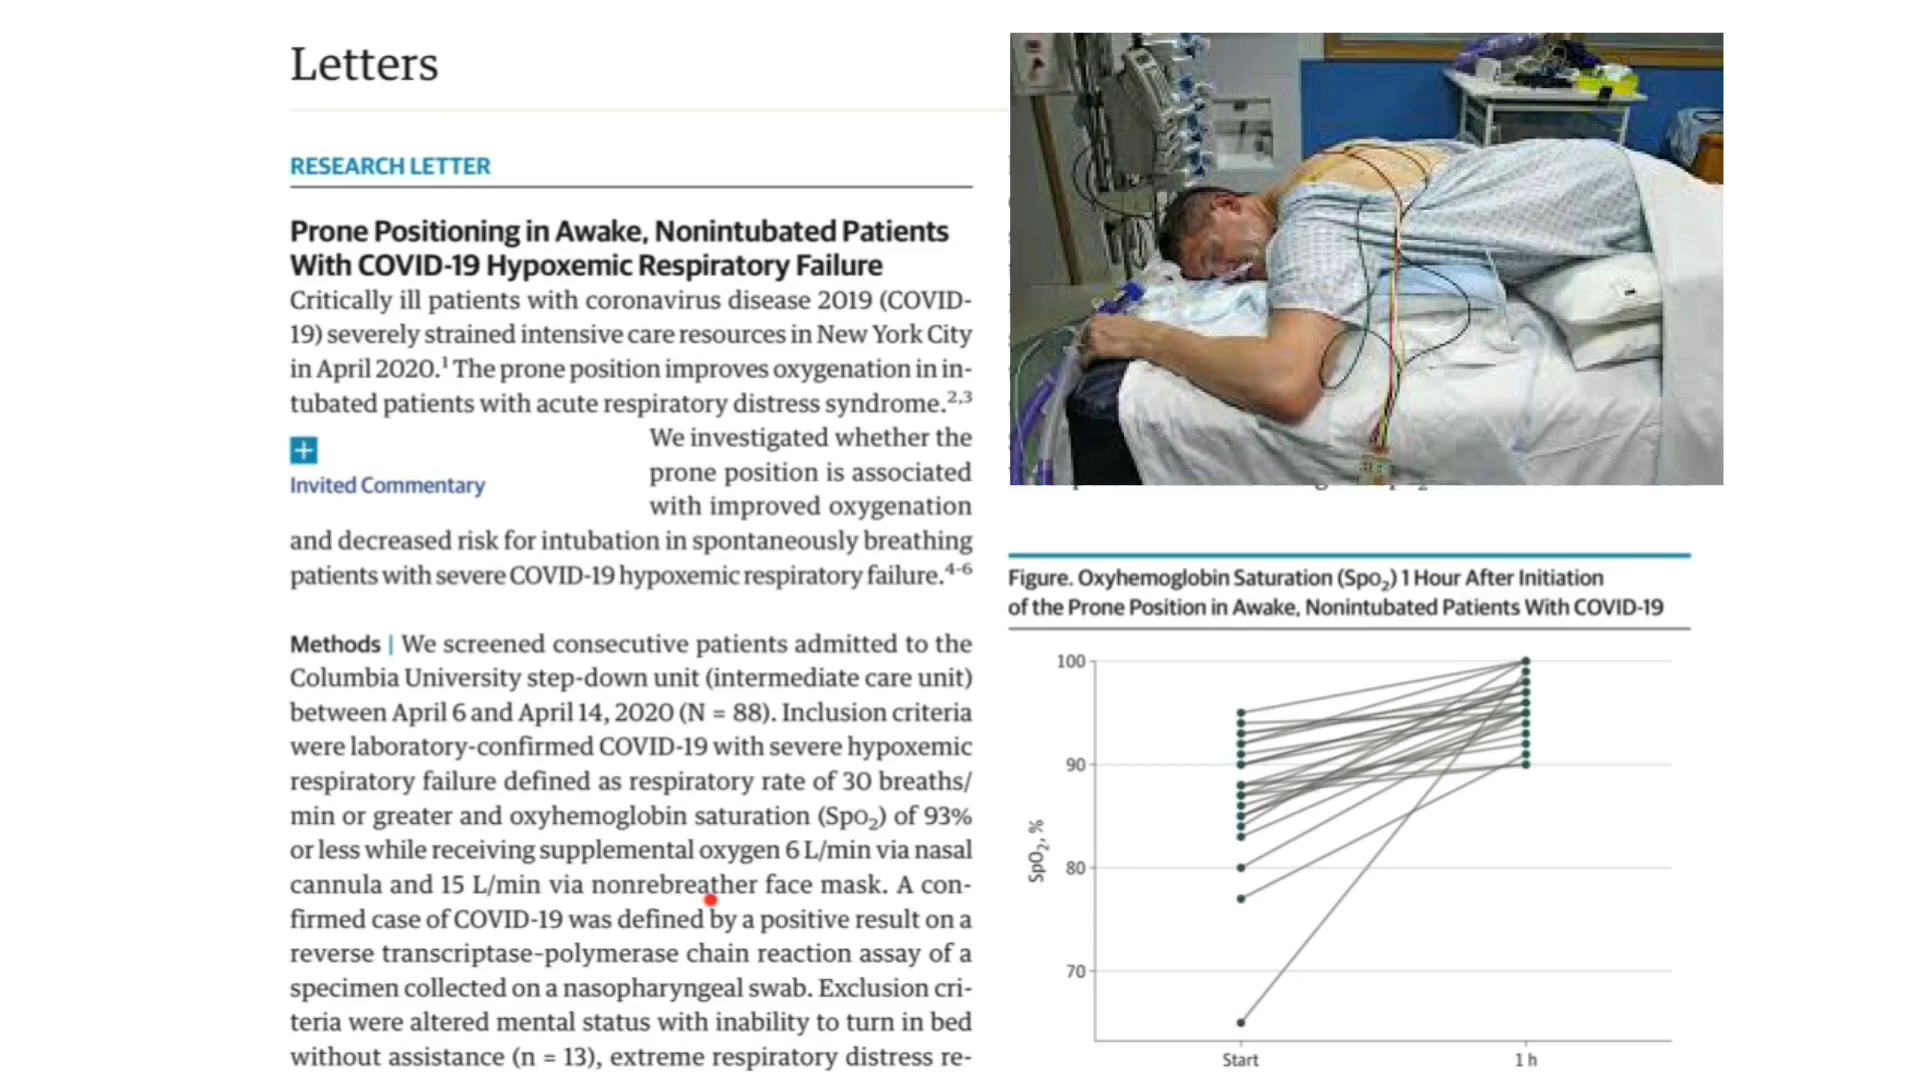 Letters
RESEARCH LETTER
Prone Positioning in Awake, Nonintubated Patients
With COVID-19 Hypoxemic Respiratory Failure
Critically ill patients with coronavirus disease 2019 (COVID-
19) severely strained intensive care resources in New York City
in April 2020.¹ The prone position improves oxygenation in in-
tubated patients with acute respiratory distress syndrome.²,³
We investigated whether the
prone position is associated
with improved oxygenation
Invited Commentary
and decreased risk for intubation in spontaneously breathing
patients with severe COVID-19 hypoxemic respiratory failure.⁴-⁶
Methods | We screened consecutive patients admitted to the
Columbia University step-down unit (intermediate care unit)
between April 6 and April 14, 2020 (N = 88). Inclusion criteria
were laboratory-confirmed COVID-19 with severe hypoxemic
respiratory failure defined as respiratory rate of 30 breaths/
min or greater and oxyhemoglobin saturation (SpO₂) of 93%
or less while receiving supplemental oxygen 6 L/min via nasal
cannula and 15 L/min via nonrebreather face mask. A con-
firmed case of COVID-19 was defined by a positive result on a
reverse transcriptase-polymerase chain reaction assay of a
specimen collected on a nasopharyngeal swab. Exclusion cri-
teria were altered mental status with inability to turn in bed
without assistance (n = 13), extreme respiratory distress re-
Figure. Oxyhemoglobin Saturation (SpO₂) 1 Hour After Initiation
of the Prone Position in Awake, Nonintubated Patients With COVID-19
100
90
80
70
SpO₂, %
Start
1 h